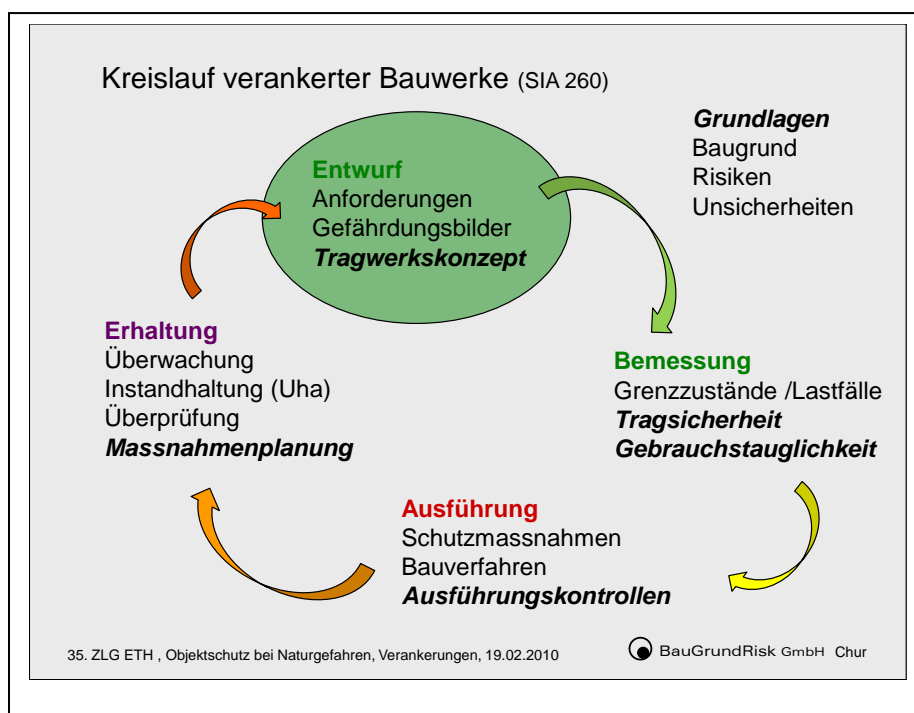 Kreislauf verankerter Bauwerke (SIA 260)
Grundlagen
Baugrund
Risiken
Unsicherheiten
Entwurf
Anforderungen
Gefährdungsbilder
Tragwerkskonzept
Erhaltung
Überwachung
Instandhaltung (Uha)
Überprüfung
Massnahmenplanung
Bemessung
Grenzzustände /Lastfälle
Tragsicherheit
Gebrauchstauglichkeit
Ausführung
Schutzmassnahmen
Bauverfahren
Ausführungskontrollen
35. ZLG ETH , Objektschutz bei Naturgefahren, Verankerungen, 19.02.2010
BauGrundRisk GmbH Chur